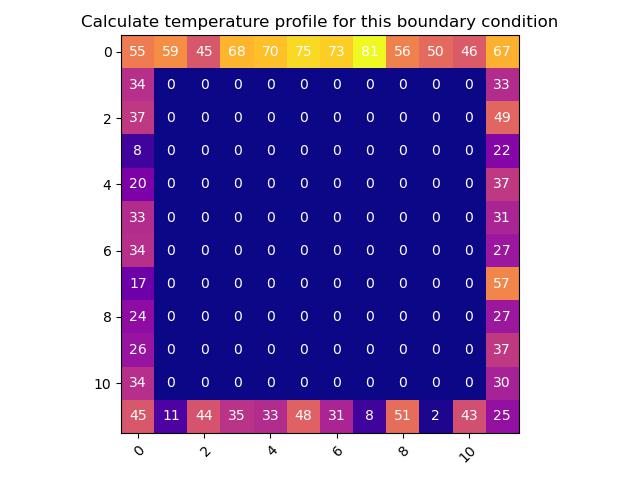 Calculate temperature profile for this boundary condition
0 55 59 45 68 70 75 73 81 56 50 46 67
34 0 0 0 0 0 0 0 0 0 0 33
2 37 0 0 0 0 0 0 0 0 0 0 49
8 0 0 0 0 0 0 0 0 0 0 22
4 20 0 0 0 0 0 0 0 0 0 0 37
33 0 0 0 0 0 0 0 0 0 0 31
6 34 0 0 0 0 0 0 0 0 0 0 27
17 0 0 0 0 0 0 0 0 0 0 57
8 24 0 0 0 0 0 0 0 0 0 0 27
26 0 0 0 0 0 0 0 0 0 0 37
10 34 0 0 0 0 0 0 0 0 0 0 30
45 11 44 35 33 48 31 8 51 2 43 25
0 2 4 6 8 10